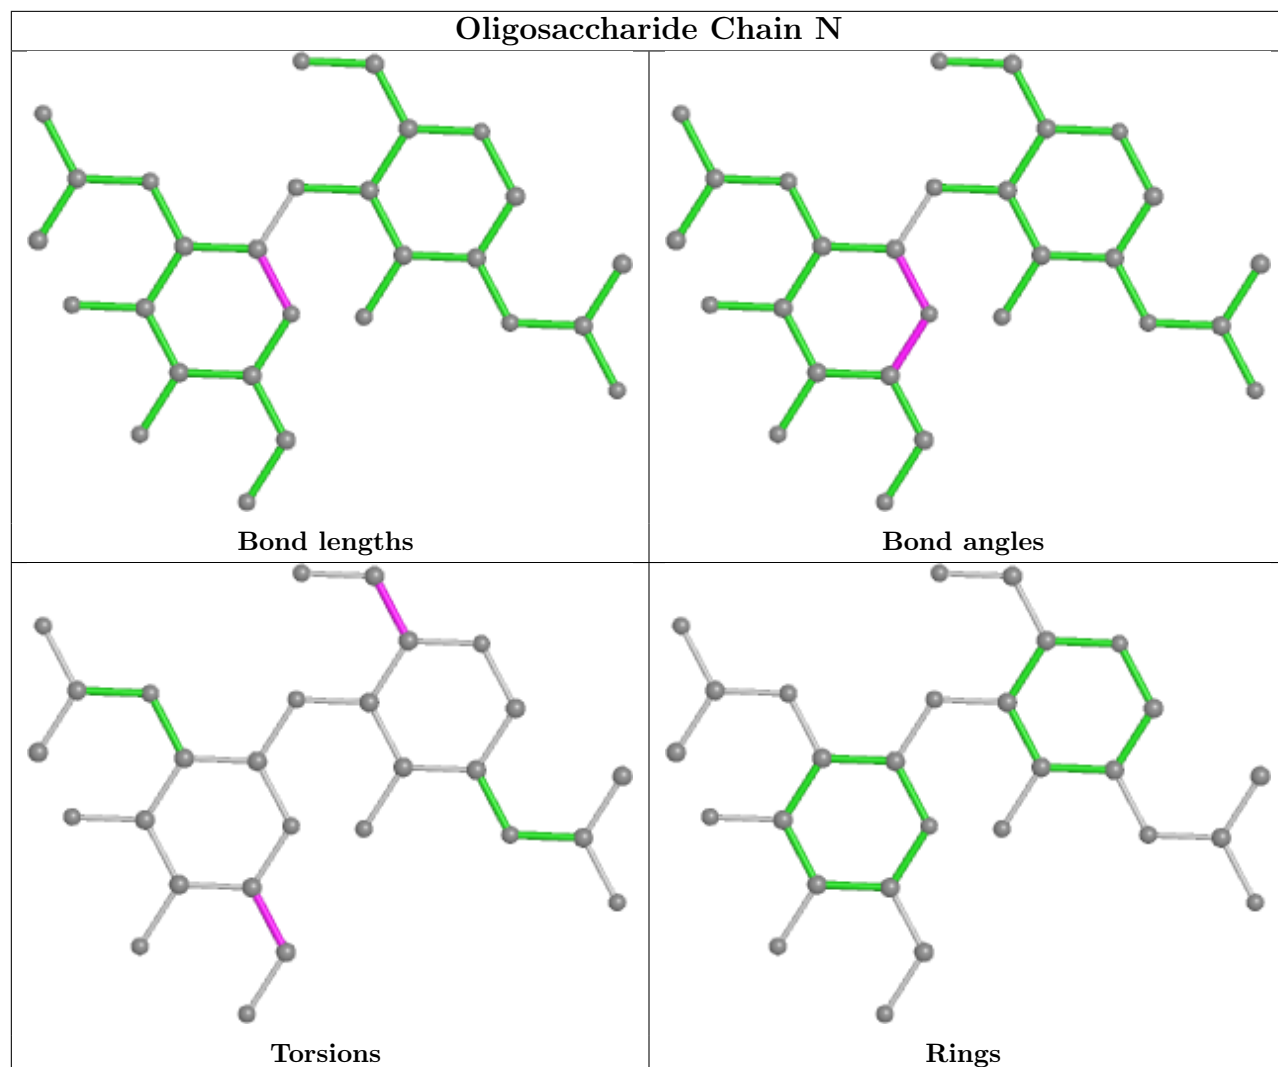 Oligosaccharide Chain N
Bond lengths
Bond angles
Torsions
Rings